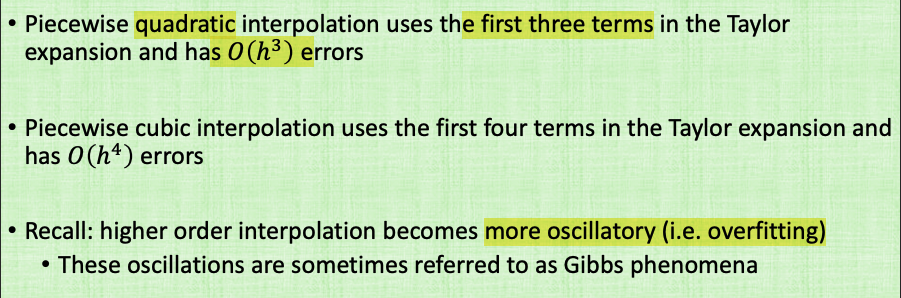 • Piecewise quadratic interpolation uses the first three terms in the Taylor
expansion and has O(h³) errors
• Piecewise cubic interpolation uses the first four terms in the Taylor expansion and
has O(h⁴) errors
• Recall: higher order interpolation becomes more oscillatory (i.e. overfitting)
• These oscillations are sometimes referred to as Gibbs phenomena